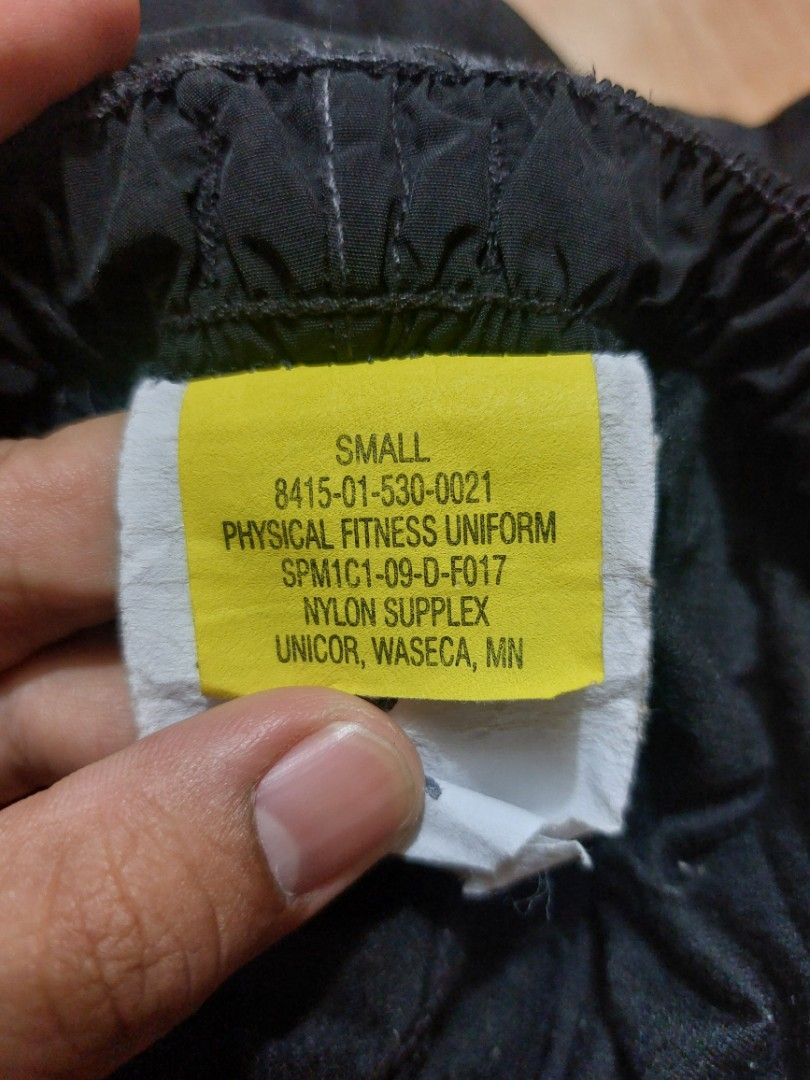 SMALL
8415-01-530-0021
PHYSICAL FITNESS UNIFORM
SPM1C1-09-D-F017
NYLON SUPPLEX
UNICOR, WASECA, MN